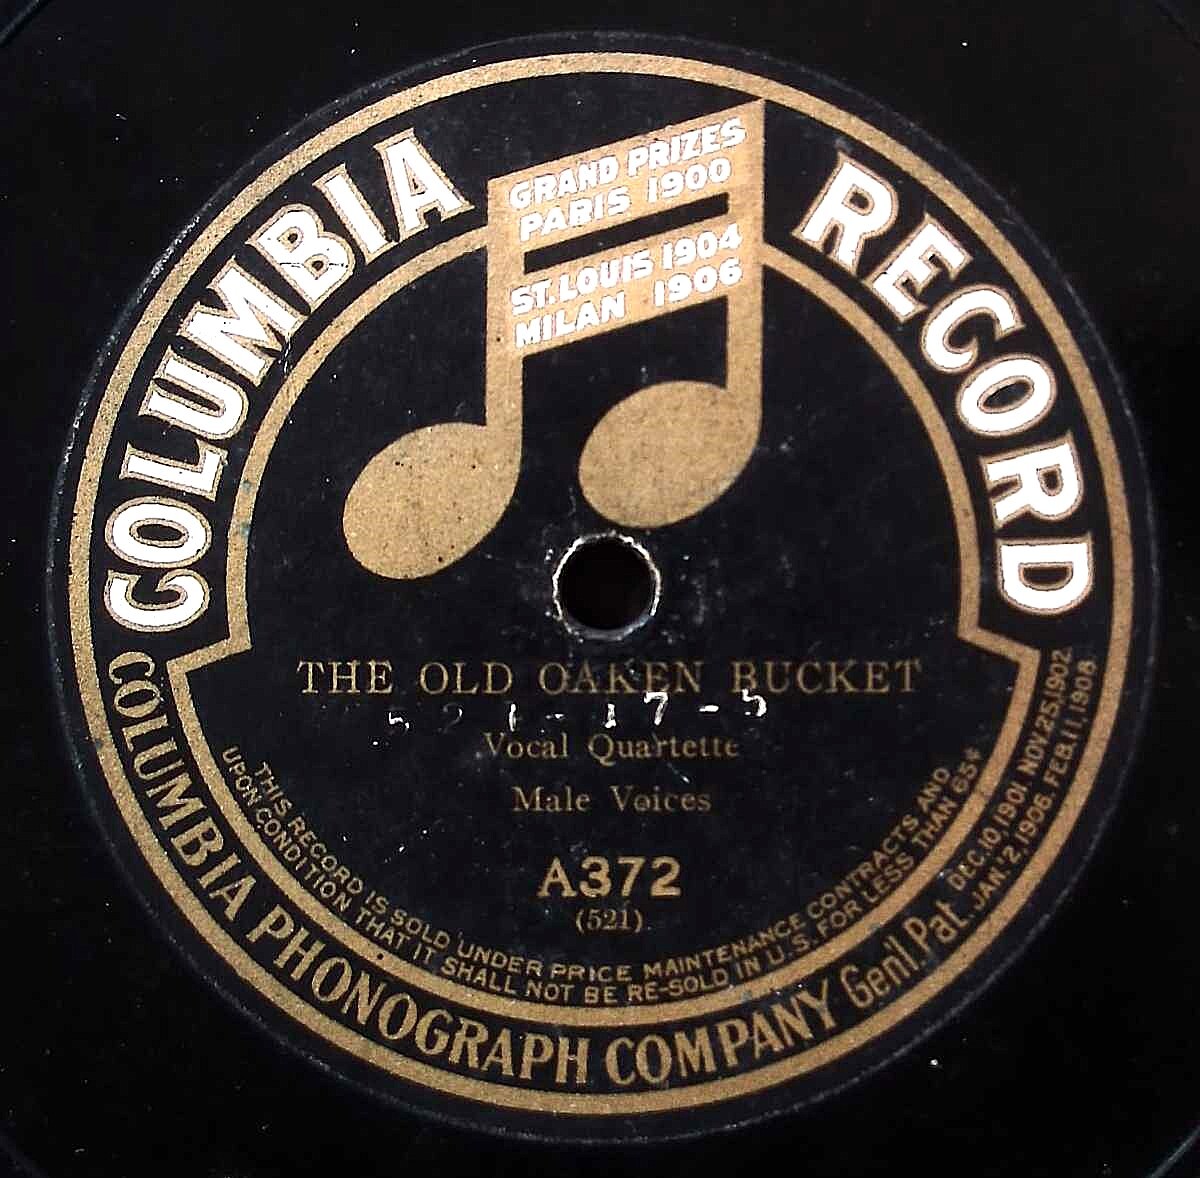 COLUMBIA RECORD
GRAND PRIZES
PARIS 1900
ST. LOUIS 1904
MILAN 1906
THE OLD OAKEN BUCKET
521-17-5
Vocal Quartette
Male Voices
A372
(521)
THIS RECORD IS SOLD UNDER PRICE MAINTENANCE CONTRACTS AND
UPON CONDITION THAT IT SHALL NOT BE RE-SOLD IN U.S. FOR LESS THAN 65¢
COLUMBIA PHONOGRAPH COMPANY Gen'l. Pat. DEC.10,1901. NOV.25,1902.
JAN. 2, 1906. FEB. 11, 1908.